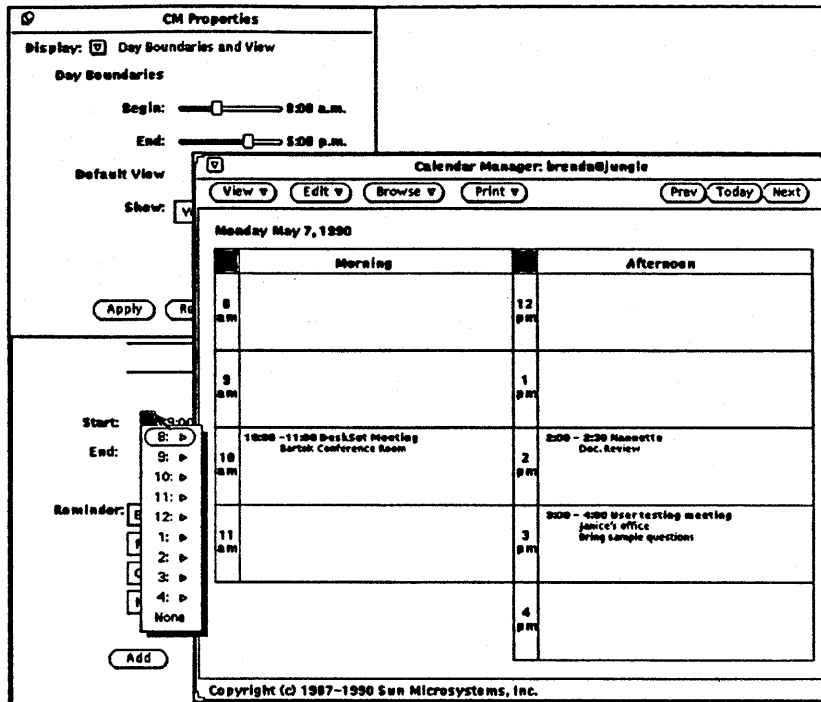 CM Properties
Display: Day Boundaries and View
Day Boundaries
Begin: 8:00 a.m.
End: 5:00 p.m.
Default View
Show:
Apply
Calendar Manager: brenda@jungle
View Edit Browse Print Prev Today Next
Monday May 7, 1990
Morning
8 am
9 am
10 am
10:00 -11:00 DeskSet Meeting
Bartok Conference Room
11 am
Afternoon
12 pm
1 pm
2 pm
2:00 - 2:30 Nannette
Doc. Review
3 pm
3:00 - 4:00 User testing meeting
Janice's office
Bring sample questions
4 pm
Copyright (c) 1987-1990 Sun Microsystems, Inc.
Start: 9:00
End:
8:
9:
10:
11:
12:
1:
2:
3:
4:
None
Reminder:
Add